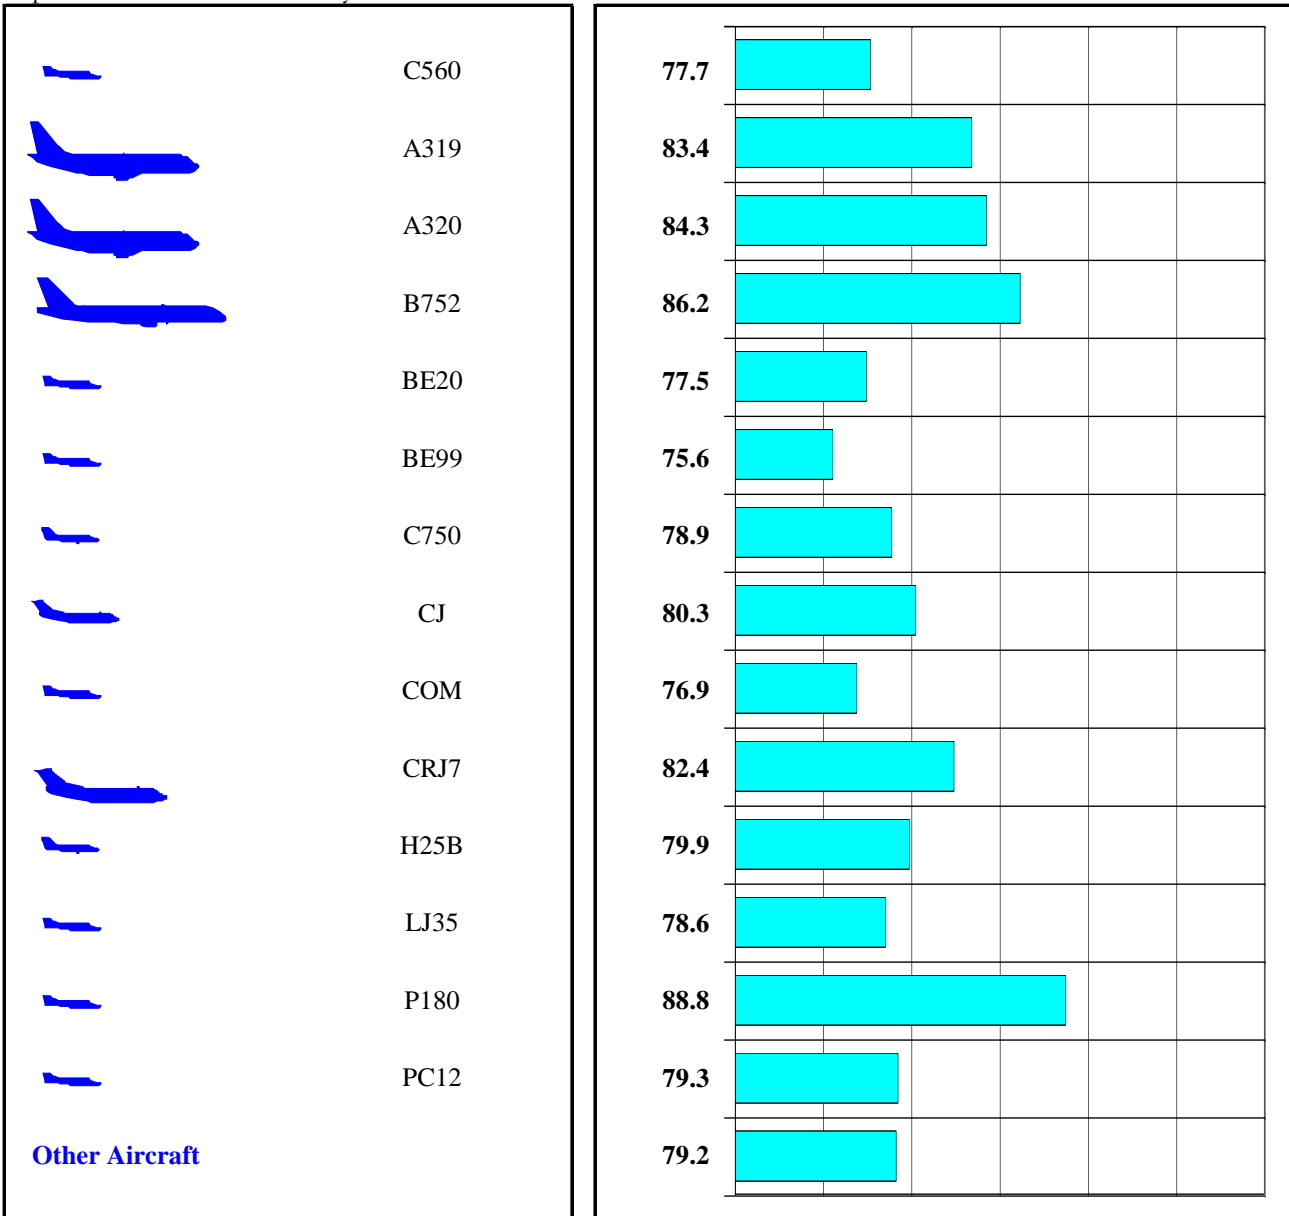 C560 77.7
A319 83.4
A320 84.3
B752 86.2
BE20 77.5
BE99 75.6
C750 78.9
CJ 80.3
COM 76.9
CRJ7 82.4
H25B 79.9
LJ35 78.6
P180 88.8
PC12 79.3
Other Aircraft 79.2